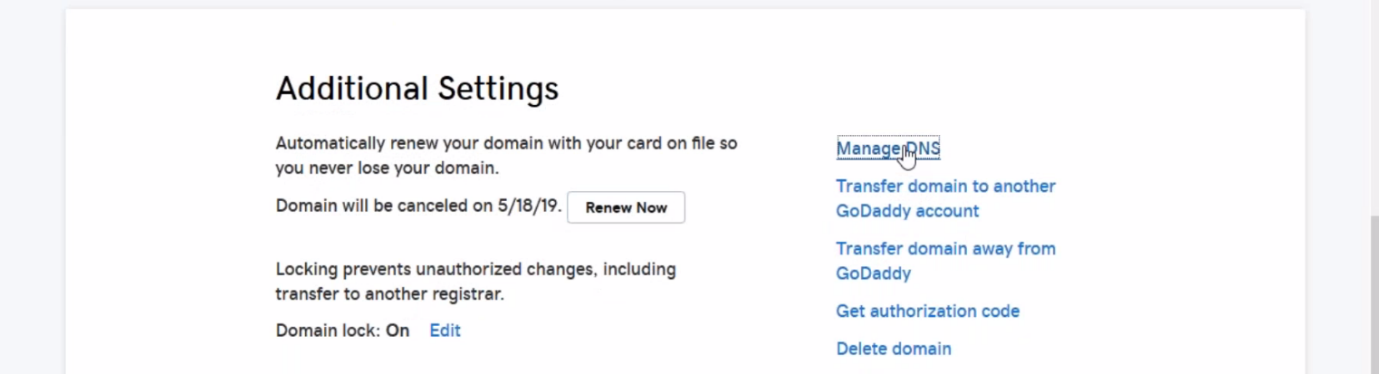 Additional Settings
Automatically renew your domain with your card on file so
you never lose your domain.
Domain will be canceled on 5/18/19. Renew Now
Locking prevents unauthorized changes, including
transfer to another registrar.
Domain lock: On Edit
Manage DNS
Transfer domain to another
GoDaddy account
Transfer domain away from
GoDaddy
Get authorization code
Delete domain